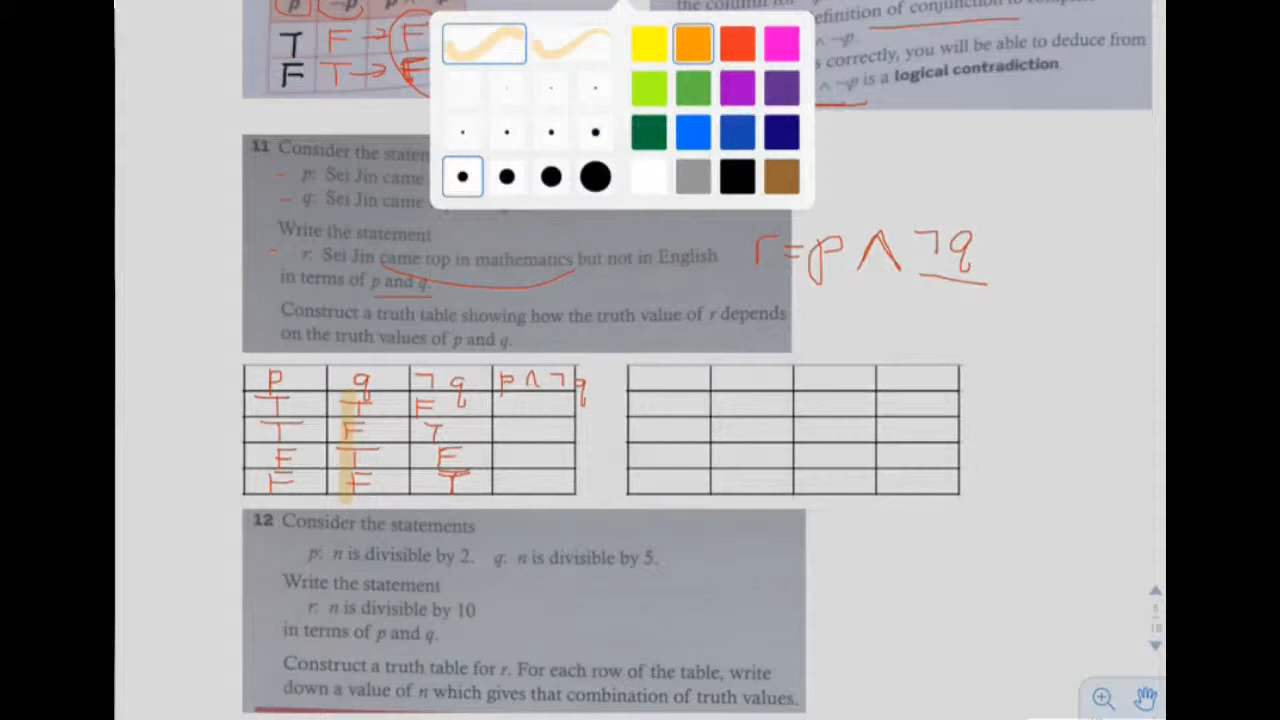 p ¬p
efinition of conjunction to
∧ ¬p.
T F → F
s correctly, you will be able to deduce from
F T → F
∧ ¬p is a logical contradiction
11 Consider the statem
p: Sei Jin came
q: Sei Jin came
Write the statement
r: Sei Jin came top in mathematics but not in English
in terms of p and q.
r = p ∧ ¬q
Construct a truth table showing how the truth value of r depends
on the truth values of p and q.
p q ¬q p ∧ ¬q
T T F
T F T
F T F
F F T
12 Consider the statements
p: n is divisible by 2. q: n is divisible by 5.
Write the statement
r: n is divisible by 10
in terms of p and q.
Construct a truth table for r. For each row of the table, write
down a value of n which gives that combination of truth values.
5
18